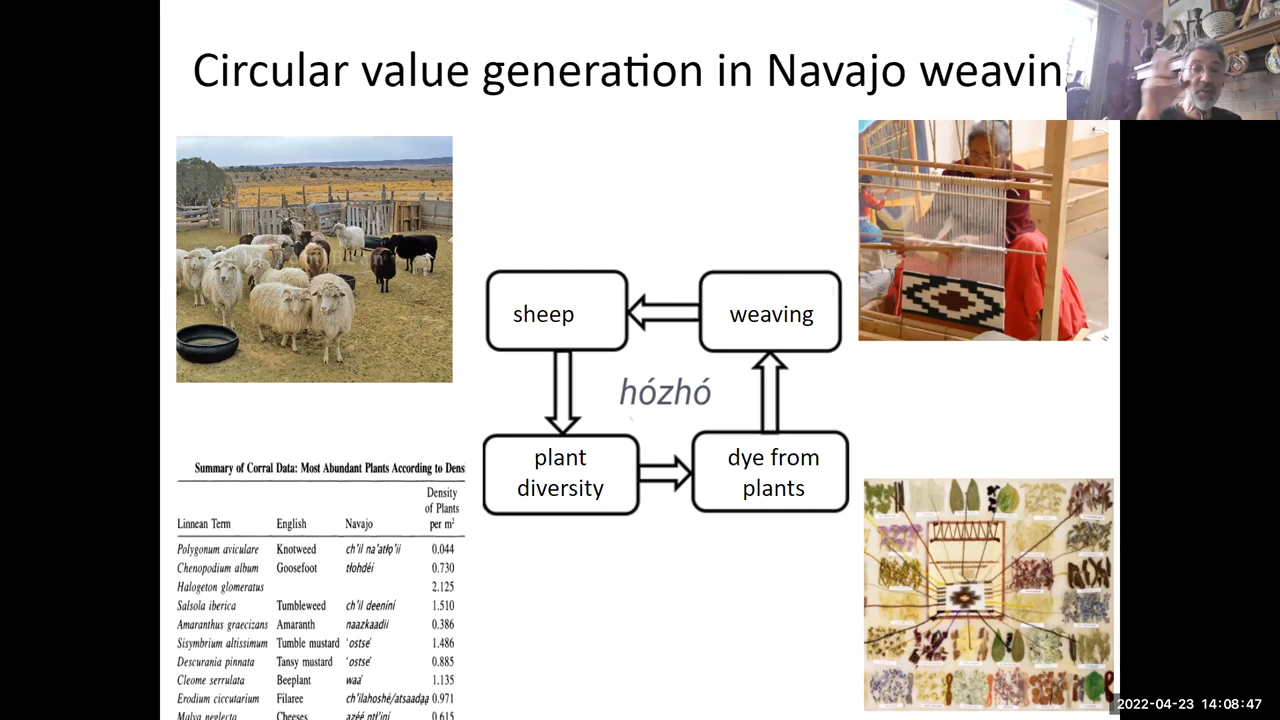 Circular value generation in Navajo weavin
sheep
weaving
hózhó
plant
diversity
dye from
plants
Summary of Corral Data: Most Abundant Plants According to Dens
Density
of Plants
Linnean Term English Navajo per m²
Polygonum aviculare Knotweed ch'il na'atło'ii 0.044
Chenopodium album Goosefoot tłohdéí 0.730
Halogeton glomeratus 2.125
Salsola iberica Tumbleweed ch'il deeníní 1.510
Amaranthus graecizans Amaranth naazkaadii 0.386
Sisymbrium altissimum Tumble mustard 'ostse' 1.486
Descurania pinnata Tansy mustard 'ostse' 0.885
Cleome serrulata Beeplant waa' 1.135
Erodium ciccutarium Filaree ch'ilahoshé/atsaadąą 0.971
Malva neglecta Cheeses azéé ntł'iní 0.615
2022-04-23 14:08:47